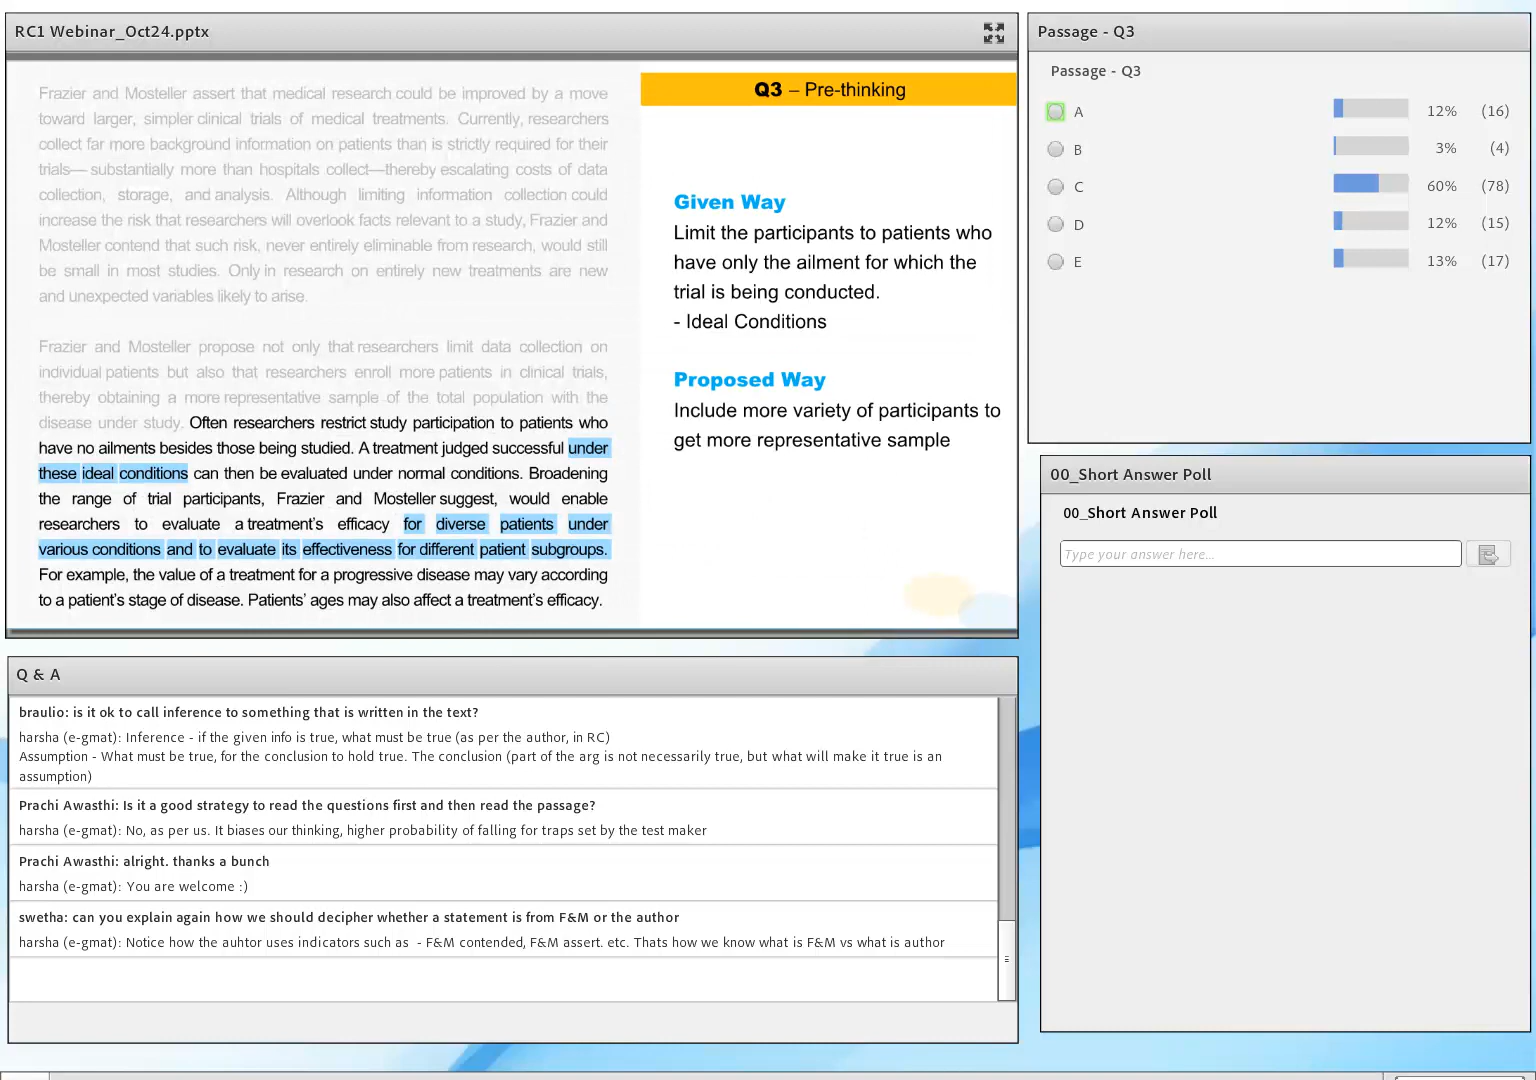 RC1 Webinar_Oct24.pptx
Frazier and Mosteller assert that medical research could be improved by a move
toward larger, simpler clinical trials of medical treatments. Currently, researchers
collect far more background information on patients than is strictly required for their
trials— substantially more than hospitals collect—thereby escalating costs of data
collection, storage, and analysis. Although limiting information collection could
increase the risk that researchers will overlook facts relevant to a study, Frazier and
Mosteller contend that such risk, never entirely eliminable from research, would still
be small in most studies. Only in research on entirely new treatments are new
and unexpected variables likely to arise.
Frazier and Mosteller propose not only that researchers limit data collection on
individual patients but also that researchers enroll more patients in clinical trials,
thereby obtaining a more representative sample of the total population with the
disease under study. Often researchers restrict study participation to patients who
have no ailments besides those being studied. A treatment judged successful under
these ideal conditions can then be evaluated under normal conditions. Broadening
the range of trial participants, Frazier and Mosteller suggest, would enable
researchers to evaluate a treatment's efficacy for diverse patients under
various conditions and to evaluate its effectiveness for different patient subgroups.
For example, the value of a treatment for a progressive disease may vary according
to a patient's stage of disease. Patients' ages may also affect a treatment's efficacy.
Q3 – Pre-thinking
Given Way
Limit the participants to patients who
have only the ailment for which the
trial is being conducted.
- Ideal Conditions
Proposed Way
Include more variety of participants to
get more representative sample
Passage - Q3
Passage - Q3
A 12% (16)
B 3% (4)
C 60% (78)
D 12% (15)
E 13% (17)
00_Short Answer Poll
00_Short Answer Poll
Type your answer here...
Q & A
braulio: is it ok to call inference to something that is written in the text?
harsha (e-gmat): Inference - if the given info is true, what must be true (as per the author, in RC)
Assumption - What must be true, for the conclusion to hold true. The conclusion (part of the arg is not necessarily true, but what will make it true is an
assumption)
Prachi Awasthi: Is it a good strategy to read the questions first and then read the passage?
harsha (e-gmat): No, as per us. It biases our thinking, higher probability of falling for traps set by the test maker
Prachi Awasthi: alright. thanks a bunch
harsha (e-gmat): You are welcome :)
swetha: can you explain again how we should decipher whether a statement is from F&M or the author
harsha (e-gmat): Notice how the auhtor uses indicators such as - F&M contended, F&M assert. etc. Thats how we know what is F&M vs what is author